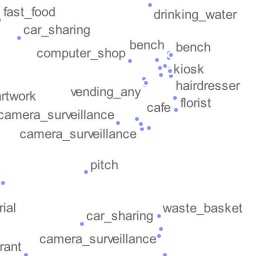 fast_food
drinking_water
car_sharing
bench
bench
computer_shop
kiosk
hairdresser
vending_any
artwork
florist
cafe
camera_surveillance
camera_surveillance
pitch
rial
waste_basket
car_sharing
camera_surveillance
rant